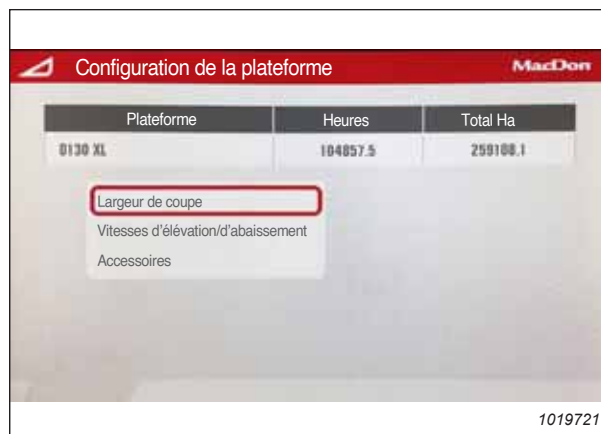 Configuration de la plateforme MacDon
Plateforme Heures Total Ha
D130 XL 104857.5 259108.1
Largeur de coupe
Vitesses d’élévation/d’abaissement
Accessoires
1019721